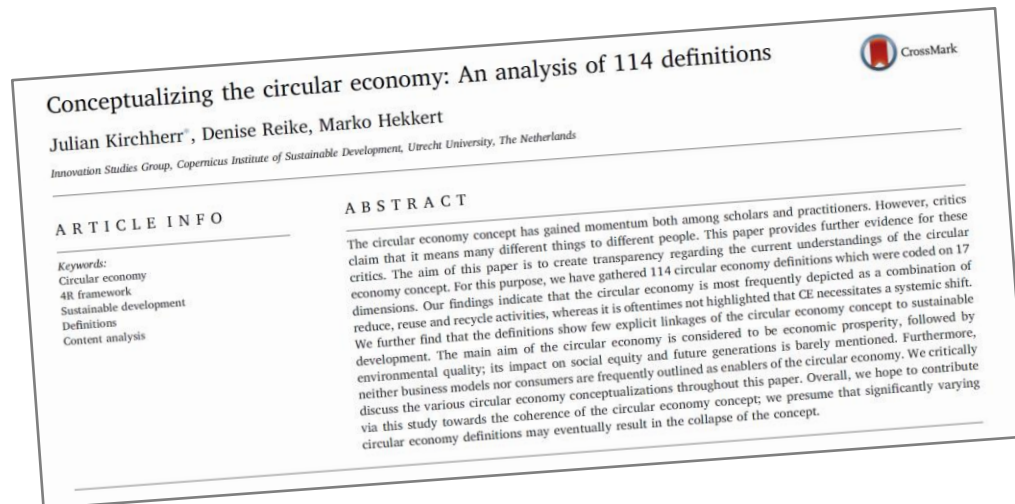 Conceptualizing the circular economy: An analysis of 114 definitions
CrossMark
Julian Kirchherr*, Denise Reike, Marko Hekkert
Innovation Studies Group, Copernicus Institute of Sustainable Development, Utrecht University, The Netherlands
ARTICLE INFO
Keywords:
Circular economy
4R framework
Sustainable development
Definitions
Content analysis
ABSTRACT
The circular economy concept has gained momentum both among scholars and practitioners. However, critics
claim that it means many different things to different people. This paper provides further evidence for these
critics. The aim of this paper is to create transparency regarding the current understandings of the circular
economy concept. For this purpose, we have gathered 114 circular economy definitions which were coded on 17
dimensions. Our findings indicate that the circular economy is most frequently depicted as a combination of
reduce, reuse and recycle activities, whereas it is oftentimes not highlighted that CE necessitates a systemic shift.
We further find that the definitions show few explicit linkages of the circular economy concept to sustainable
development. The main aim of the circular economy is considered to be economic prosperity, followed by
environmental quality; its impact on social equity and future generations is barely mentioned. Furthermore,
neither business models nor consumers are frequently outlined as enablers of the circular economy. We critically
discuss the various circular economy conceptualizations throughout this paper. Overall, we hope to contribute
via this study towards the coherence of the circular economy concept; we presume that significantly varying
circular economy definitions may eventually result in the collapse of the concept.